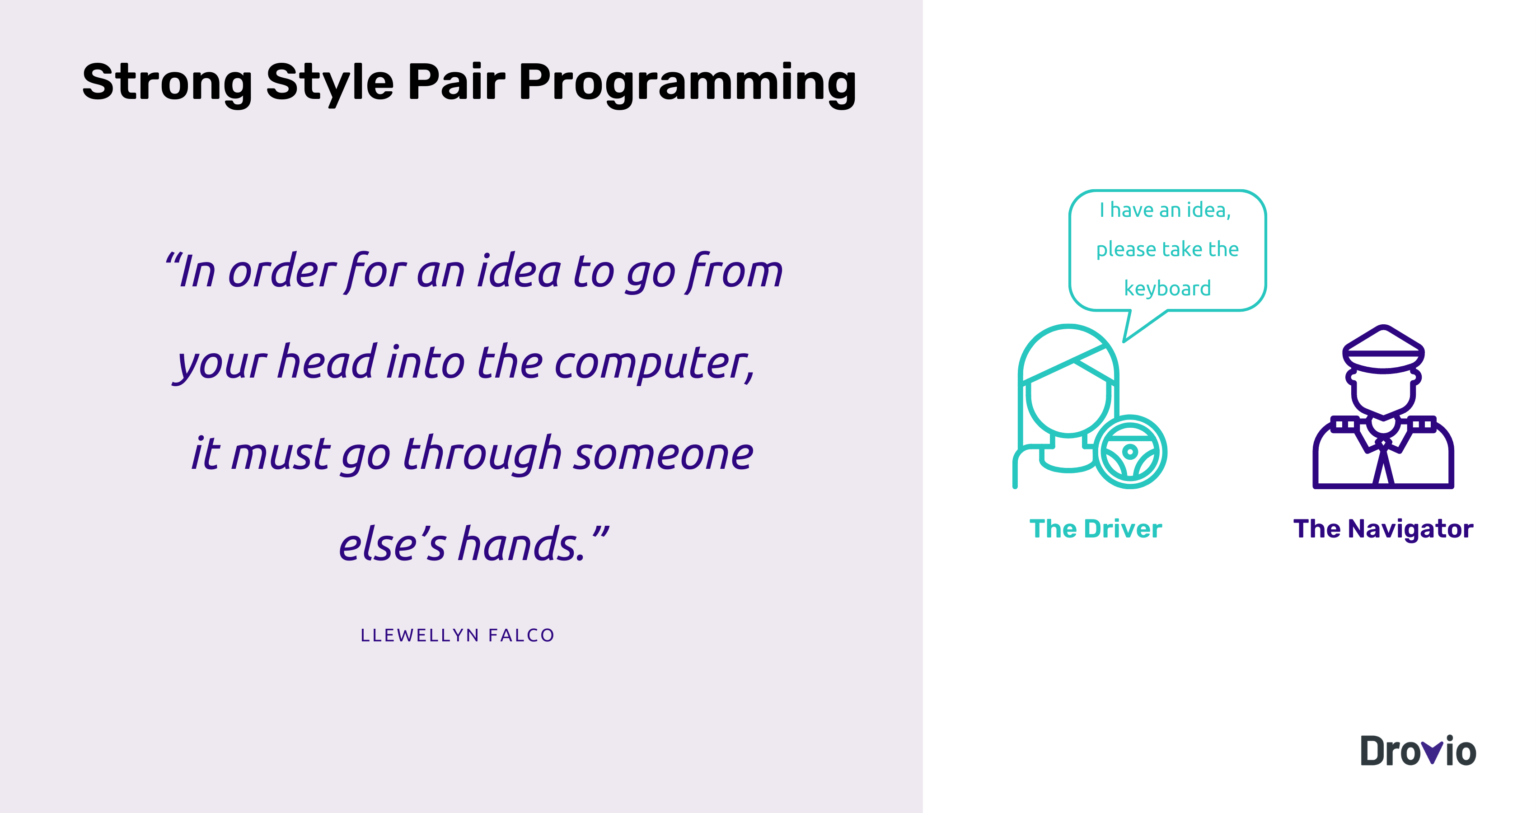 Strong Style Pair Programming
“In order for an idea to go from
your head into the computer,
it must go through someone
else’s hands.”
LLEWELLYN FALCO
I have an idea,
please take the
keyboard
The Driver
The Navigator
Drovio